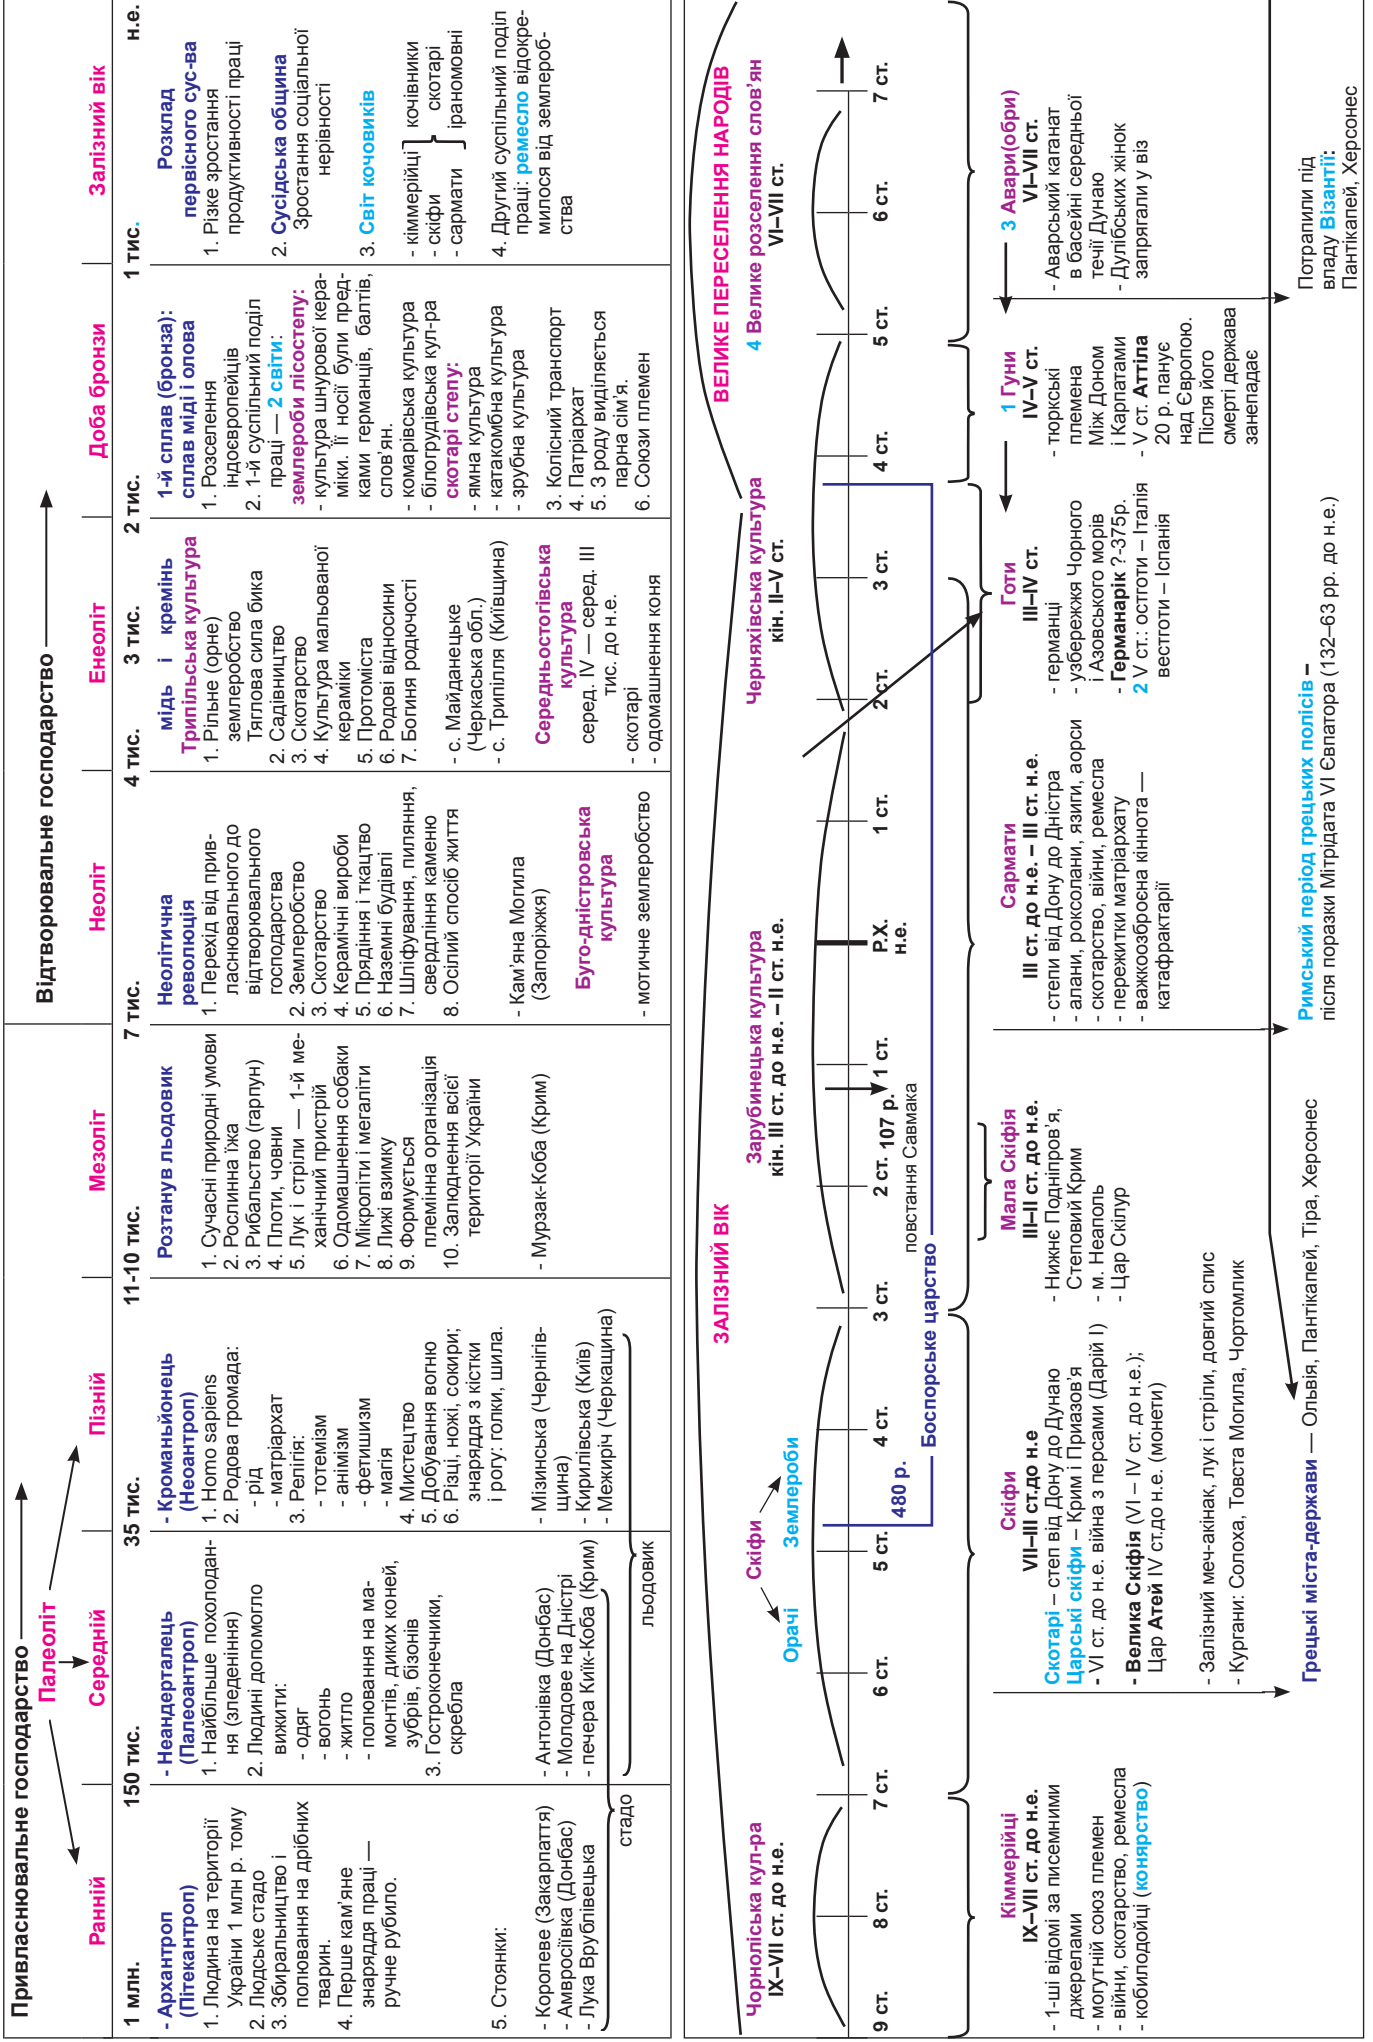 Привласнювальне господарство
Відтворювальне господарство
Палеоліт
Ранній
Середній
Пізній
Мезоліт
Неоліт
Енеоліт
Доба бронзи
Залізний вік
1 млн.
150 тис.
35 тис.
11-10 тис.
7 тис.
4 тис.
3 тис.
2 тис.
1 тис.
н.е.
- Архантроп
(Пітекантроп)
1. Людина на території
України 1 млн р. тому
2. Людське стадо
3. Збиральництво і
полювання на дрібних
тварин.
4. Перше кам’яне
знаряддя праці —
ручне рубило.
5. Стоянки:
- Королеве (Закарпаття)
- Амвросіївка (Донбас)
- Лука Врублівецька
стадо
- Неандерталець
(Палеоантроп)
1. Найбільше похолодан-
ня (зледеніння)
2. Людині допомогло
вижити:
- одяг
- вогонь
- житло
- полювання на ма-
монтів, диких коней,
зубрів, бізонів
3. Гостроконечники,
скребла
- Антонівка (Донбас)
- Молодове на Дністрі
- печера Киїк-Коба (Крим)
льодовик
- Кроманьйонець
(Неоантроп)
1. Homo sapiens
2. Родова громада:
- рід
- матріархат
3. Релігія:
- тотемізм
- анімізм
- фетишизм
- магія
4. Мистецтво
5. Добування вогню
6. Різці, ножі, сокири;
знаряддя з кістки
і рогу: голки, шила.
- Мізинська (Чернігів-
щина)
- Кирилівська (Київ)
- Межиріч (Черкащина)
Розтанув льодовик
1. Сучасні природні умови
2. Рослинна їжа
3. Рибальство (гарпун)
4. Плоти, човни
5. Лук і стріли — 1-й ме-
ханічний пристрій
6. Одомашнення собаки
7. Мікроліти і мегаліти
8. Лижі взимку
9. Формується
племінна організація
10. Залюднення всієї
території України
- Мурзак-Коба (Крим)
Неолітична
революція
1. Перехід від прив-
ласнювального до
відтворювального
господарства
2. Землеробство
3. Скотарство
4. Керамічні вироби
5. Прядіння і ткацтво
6. Наземні будівлі
7. Шліфування, пиляння,
свердління каменю
8. Осілий спосіб життя
- Кам’яна Могила
(Запоріжжя)
Буго-дністровська
культура
- мотичне землеробство
мідь і кремінь
Трипільська культура
1. Рільне (орне)
землеробство
Тяглова сила бика
2. Садівництво
3. Скотарство
4. Культура мальованої
кераміки
5. Протоміста
6. Родові відносини
7. Богиня родючості
- с. Майданецьке
(Черкаська обл.)
- с. Трипілля (Київщина)
Середньостогівська
культура
серед. IV — серед. III
тис. до н.е.
- скотарі
- одомашнення коня
1-й сплав (бронза):
сплав міді і олова
1. Розселення
індоєвропейців
2. 1-й суспільний поділ
праці — 2 світи:
землероби лісостепу:
- культура шнурової кера-
міки. Її носії були пред-
ками германців, балтів,
слов’ян.
- комарівська культура
- білогрудівська кул-ра
скотарі степу:
- ямна культура
- катакомбна культура
- зрубна культура
3. Колісний транспорт
4. Патріархат
5. З роду виділяється
парна сім’я.
6. Союзи племен
Розклад
первісного сус-ва
1. Різке зростання
продуктивності праці
2. Сусідська община
Зростання соціальної
нерівності
3. Світ кочовиків
- кіммерійці
- скіфи
- сармати
кочівники
скотарі
іраномовні
4. Другий суспільний поділ
праці: ремесло відокре-
милося від землероб-
ства
ЗАЛІЗНИЙ ВІК
ВЕЛИКЕ ПЕРЕСЕЛЕННЯ НАРОДІВ
Чорноліська кул-ра
IX–VII ст. до н.е.
Скіфи
Орачі
Землероби
Зарубинецька культура
кін. III ст. до н.е. – II ст. н.е.
Черняхівська культура
кін. II–V ст.
4 Велике розселення слов’ян
VI–VII ст.
9 ст.
8 ст.
7 ст.
6 ст.
5 ст.
4 ст.
3 ст.
2 ст.
1 ст.
Р.Х.
н.е.
1 ст.
2 ст.
3 ст.
4 ст.
5 ст.
6 ст.
7 ст.
480 р.
Боспорське царство
107 р.
повстання Савмака
Кіммерійці
IX–VII ст. до н.е.
- 1-ші відомі за писемними
джерелами
- могутній союз племен
- війни, скотарство, ремесла
- кобилодойці (конярство)
Скіфи
VII–III ст.до н.е
Скотарі – степ від Дону до Дунаю
Царські скіфи – Крим і Приазов’я
- VI ст. до н.е. війна з персами (Дарій I)
- Велика Скіфія (VI – IV ст. до н.е.);
Цар Атей IV ст.до н.е. (монети)
- Залізний меч-акінак, лук і стріли, довгий спис
- Кургани: Солоха, Товста Могила, Чортомлик
Мала Скіфія
III–II ст. до н.е.
- Нижнє Подніпров’я,
Степовий Крим
- м. Неаполь
- Цар Скілур
Сармати
III ст. до н.е. – III ст. н.е.
- степи від Дону до Дністра
- алани, роксолани, язиги, аорси
- скотарство, війни, ремесла
- пережитки матріархату
- важкоозброєна кіннота —
катафрактарії
Готи
III–IV ст.
- германці
- узбережжя Чорного
і Азовського морів
- Германарік ?-375р.
2 V ст.: остготи – Італія
вестготи – Іспанія
1 Гуни
IV–V ст.
- тюркські
племена
Між Доном
і Карпатами
- V ст. Аттіла
20 р. панує
над Європою.
Після його
смерті держава
занепадає
3 Авари(обри)
VI–VII ст.
- Аварський каганат
в басейні середньої
течії Дунаю
- Дулібських жінок
запрягали у віз
Грецькі міста-держави — Ольвія, Пантікапей, Тіра, Херсонес
Римський період грецьких полісів –
після поразки Мітрідата VI Євпатора (132–63 рр. до н.е.)
Потрапили під
владу Візантії:
Пантікапей, Херсонес